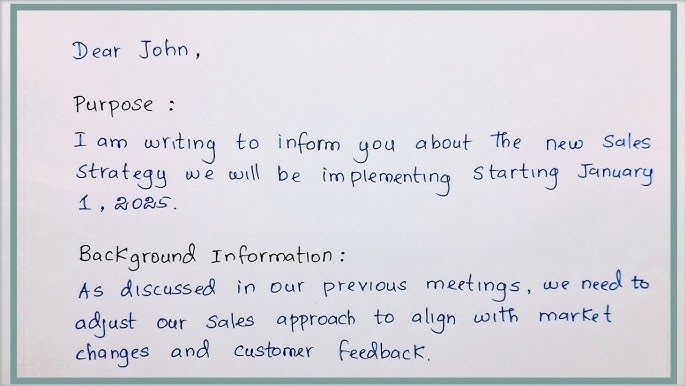 Dear John,
Purpose :
I am writing to inform you about the new sales
strategy we will be implementing starting January
1, 2025.
Background Information :
As discussed in our previous meetings, we need to
adjust our sales approach to align with market
changes and customer feedback.